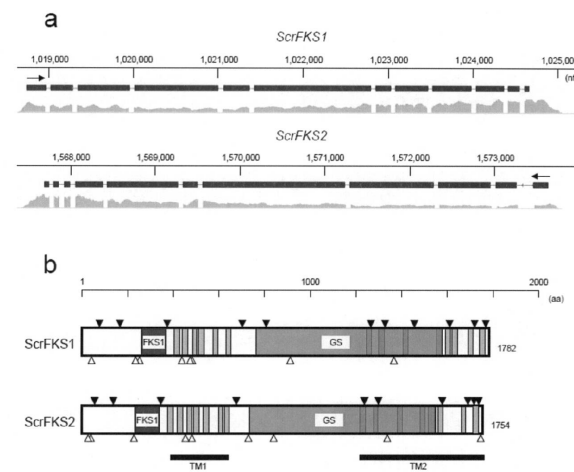 a
ScrFKS1
1,019,000 1,020,000 1,021,000 1,022,000 1,023,000 1,024,000 1,025,000
(nt)
ScrFKS2
1,568,000 1,569,000 1,570,000 1,571,000 1,572,000 1,573,000
b
1 1000 2000
(aa)
ScrFKS1 FKS1 GS 1782
ScrFKS2 FKS1 GS 1754
TM1 TM2